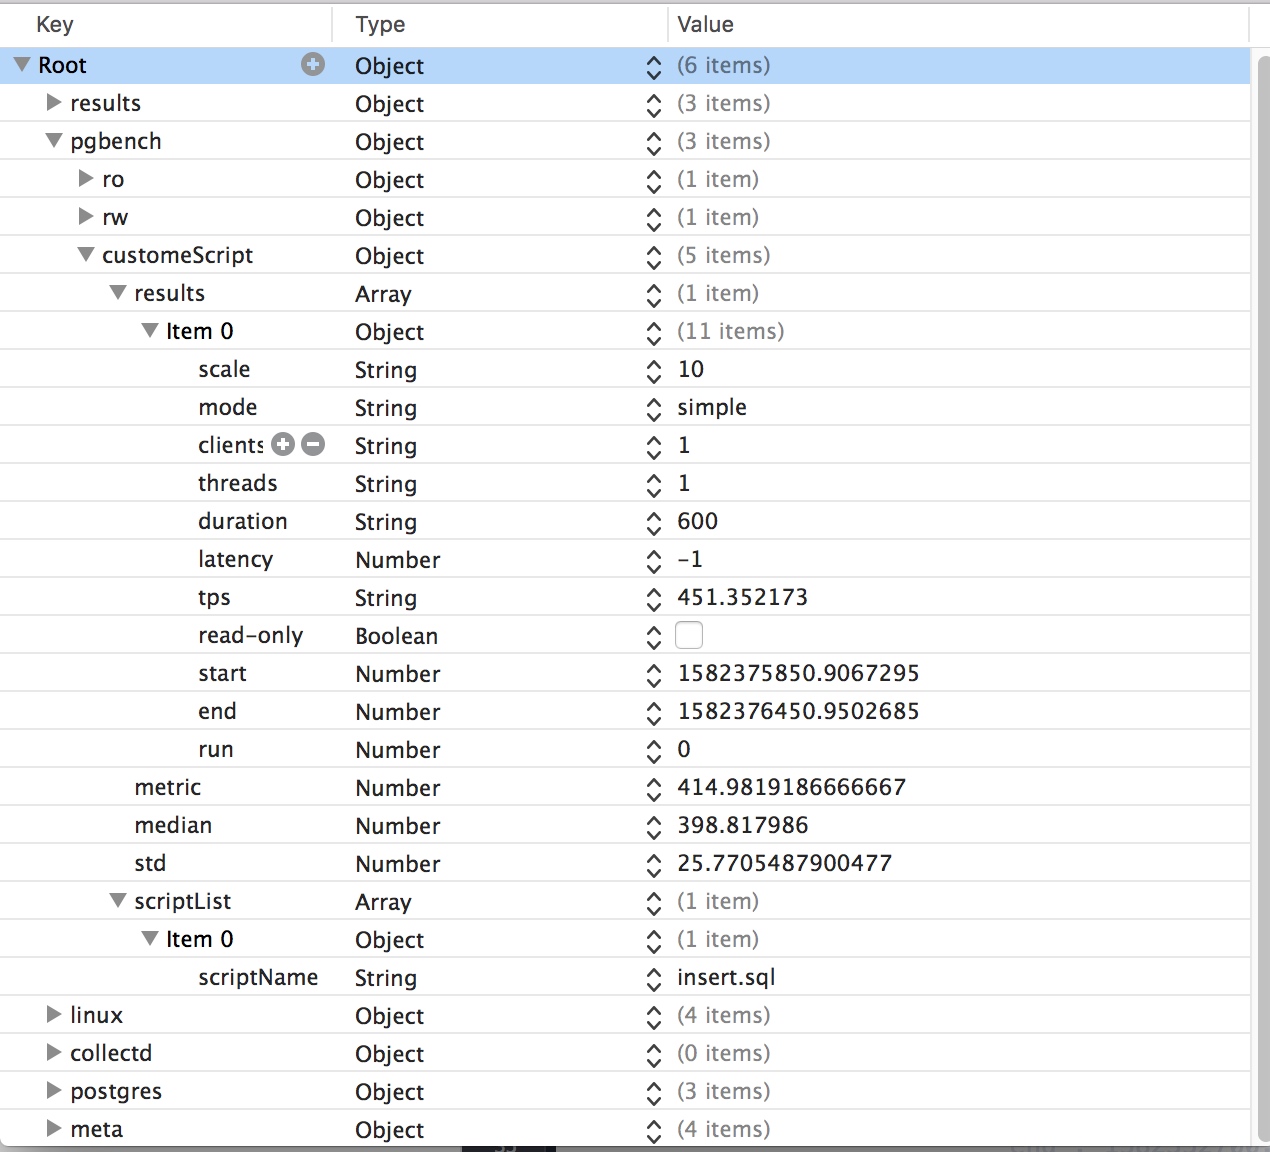 Key Type Value
Root Object (6 items)
results Object (3 items)
pgbench Object (3 items)
ro Object (1 item)
rw Object (1 item)
customeScript Object (5 items)
results Array (1 item)
Item 0 Object (11 items)
scale String 10
mode String simple
clients String 1
threads String 1
duration String 600
latency Number -1
tps String 451.352173
read-only Boolean
start Number 1582375850.9067295
end Number 1582376450.9502685
run Number 0
metric Number 414.9819186666667
median Number 398.817986
std Number 25.7705487900477
scriptList Array (1 item)
Item 0 Object (1 item)
scriptName String insert.sql
linux Object (4 items)
collectd Object (0 items)
postgres Object (3 items)
meta Object (4 items)